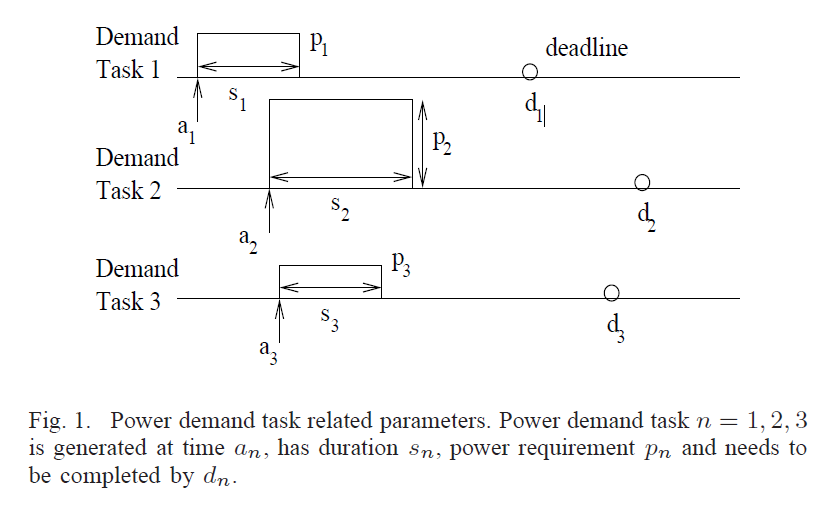 Demand
Task 1
p1
deadline
s1
a1
d1
Demand
Task 2
p2
s2
a2
d2
Demand
Task 3
p3
s3
a3
d3
Fig. 1. Power demand task related parameters. Power demand task n = 1, 2, 3
is generated at time an, has duration sn, power requirement pn and needs to
be completed by dn.